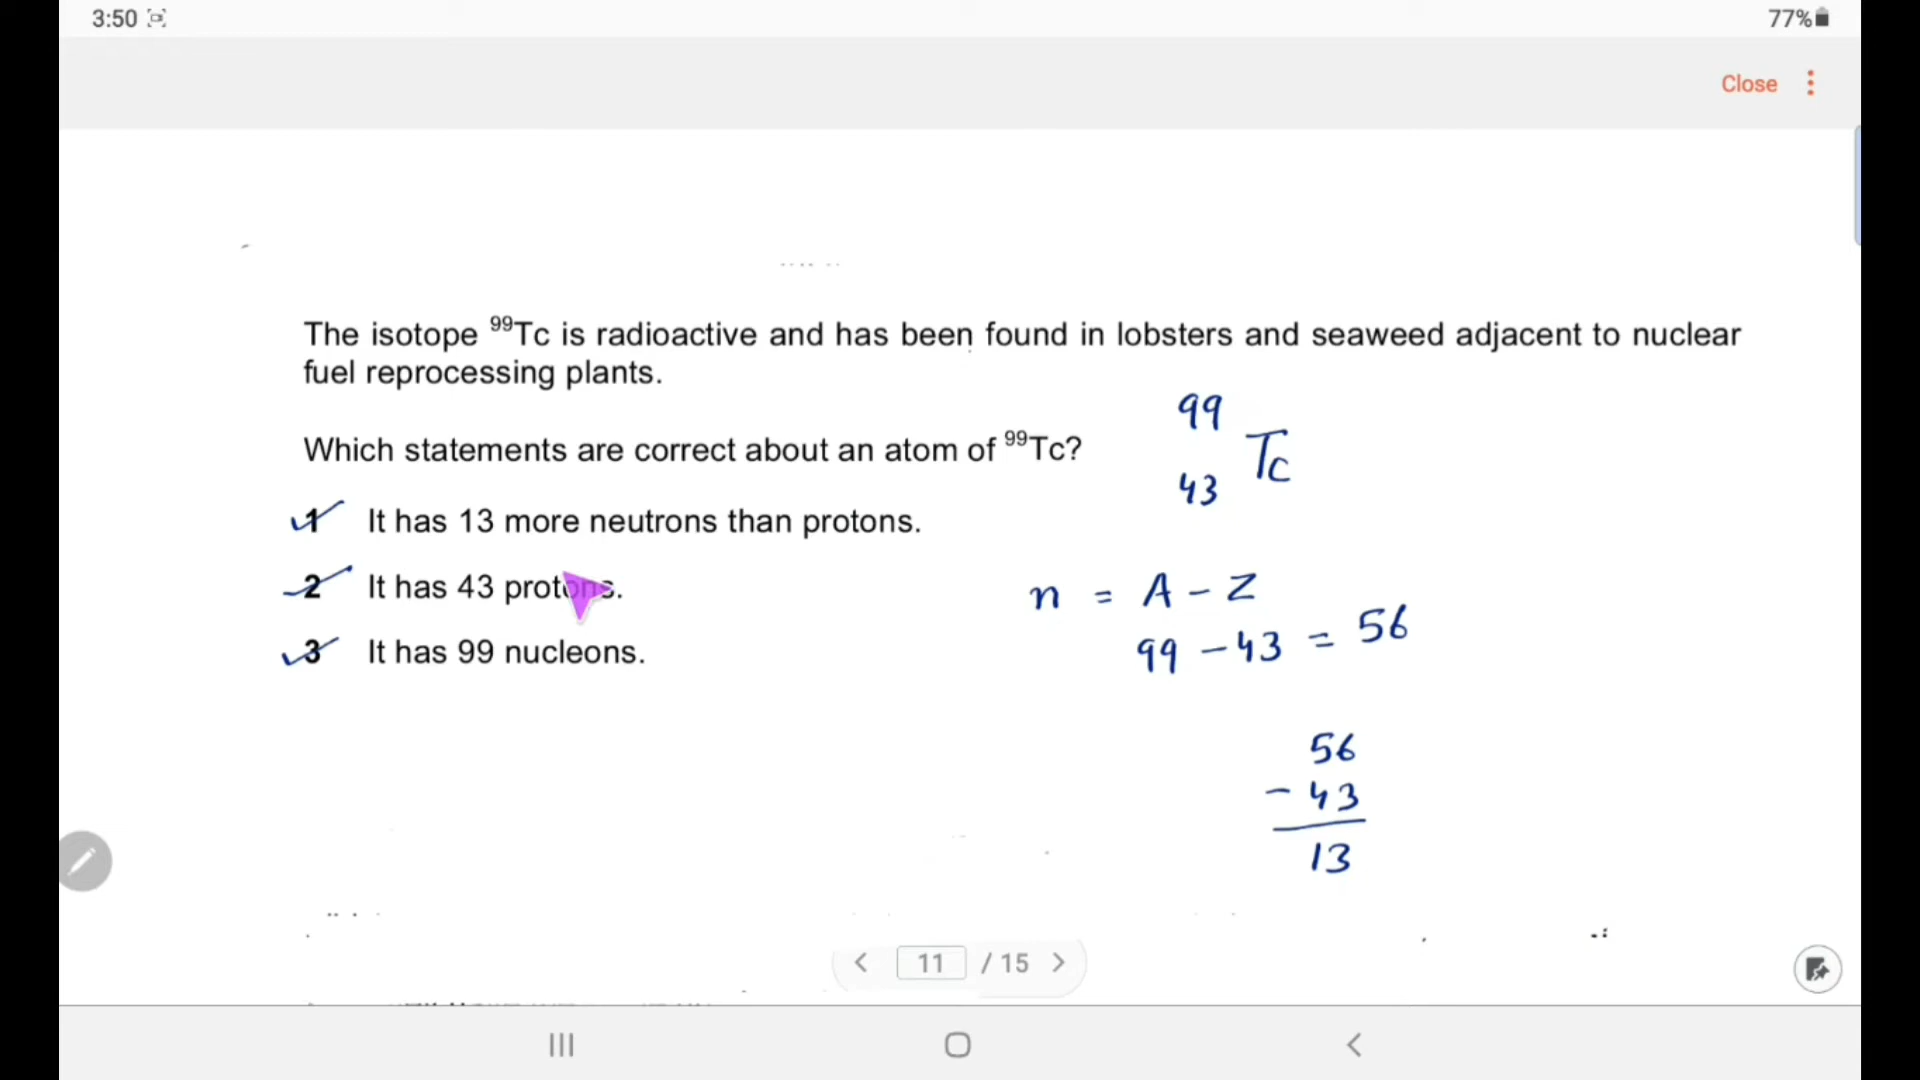 3:50
77%
Close
The isotope ⁹⁹Tc is radioactive and has been found in lobsters and seaweed adjacent to nuclear
fuel reprocessing plants.
Which statements are correct about an atom of ⁹⁹Tc?
1 It has 13 more neutrons than protons.
2 It has 43 protons.
3 It has 99 nucleons.
99
Tc
43
n = A - Z
99 - 43 = 56
56
- 43
13
11 / 15